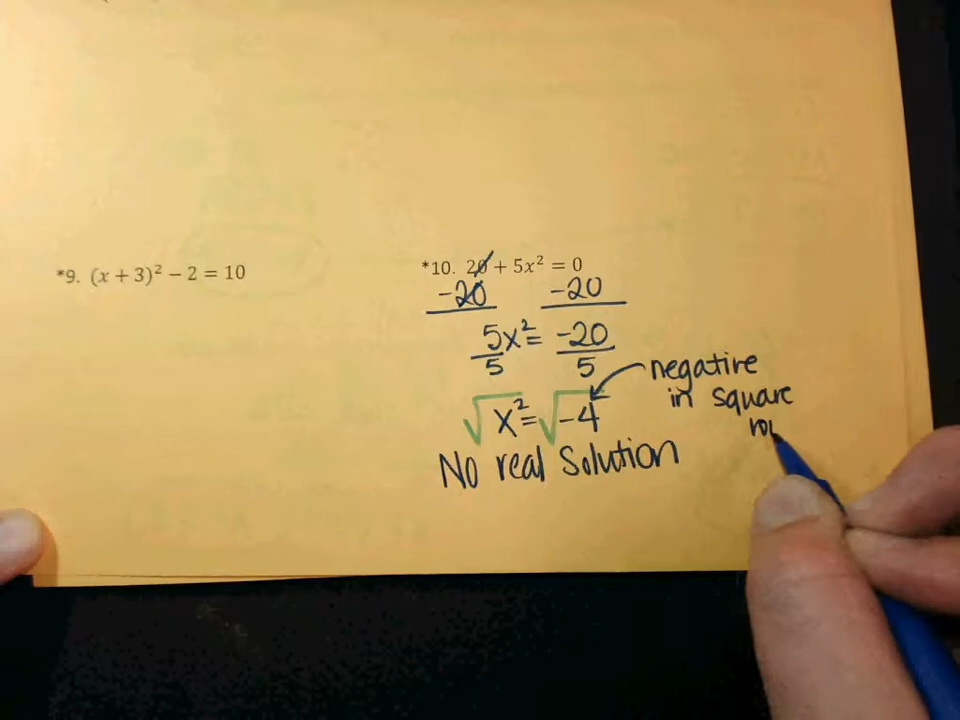 *9. (x + 3)² − 2 = 10
*10. 20 + 5x² = 0
-20 -20
5x² = -20
5 5
√x² = √-4
negative
in square
No real Solution